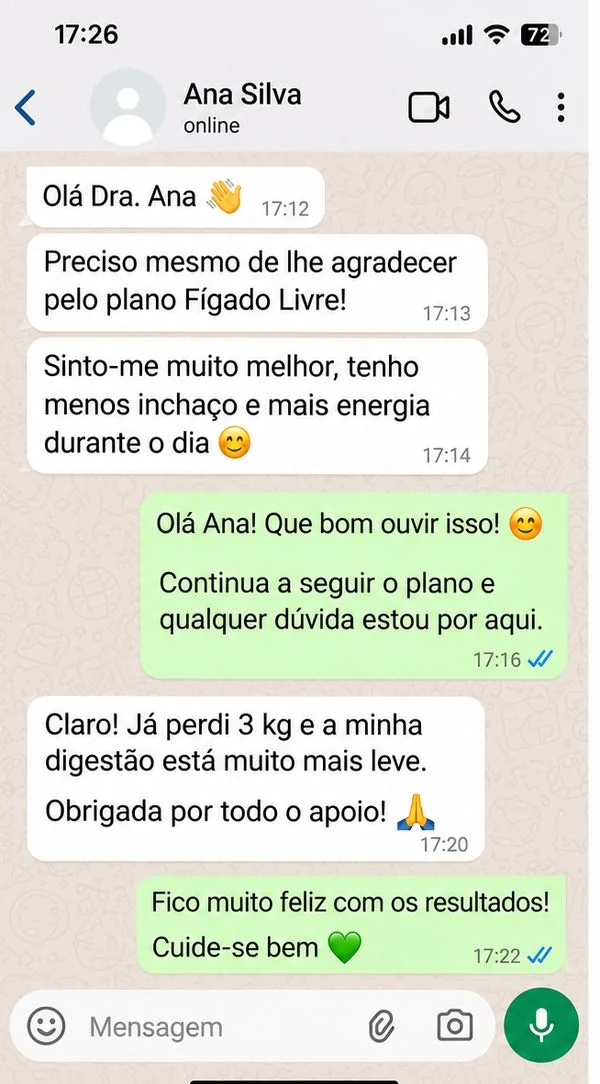 17:26
72
Ana Silva
online
Olá Dra. Ana 👋 17:12
Preciso mesmo de lhe agradecer
pelo plano Fígado Livre!
17:13
Sinto-me muito melhor, tenho
menos inchaço e mais energia
durante o dia 😊
17:14
Olá Ana! Que bom ouvir isso! 😊
Continua a seguir o plano e
qualquer dúvida estou por aqui.
17:16
Claro! Já perdi 3 kg e a minha
digestão está muito mais leve.
Obrigada por todo o apoio! 🙏
17:20
Fico muito feliz com os resultados!
Cuide-se bem 💚 17:22
Mensagem